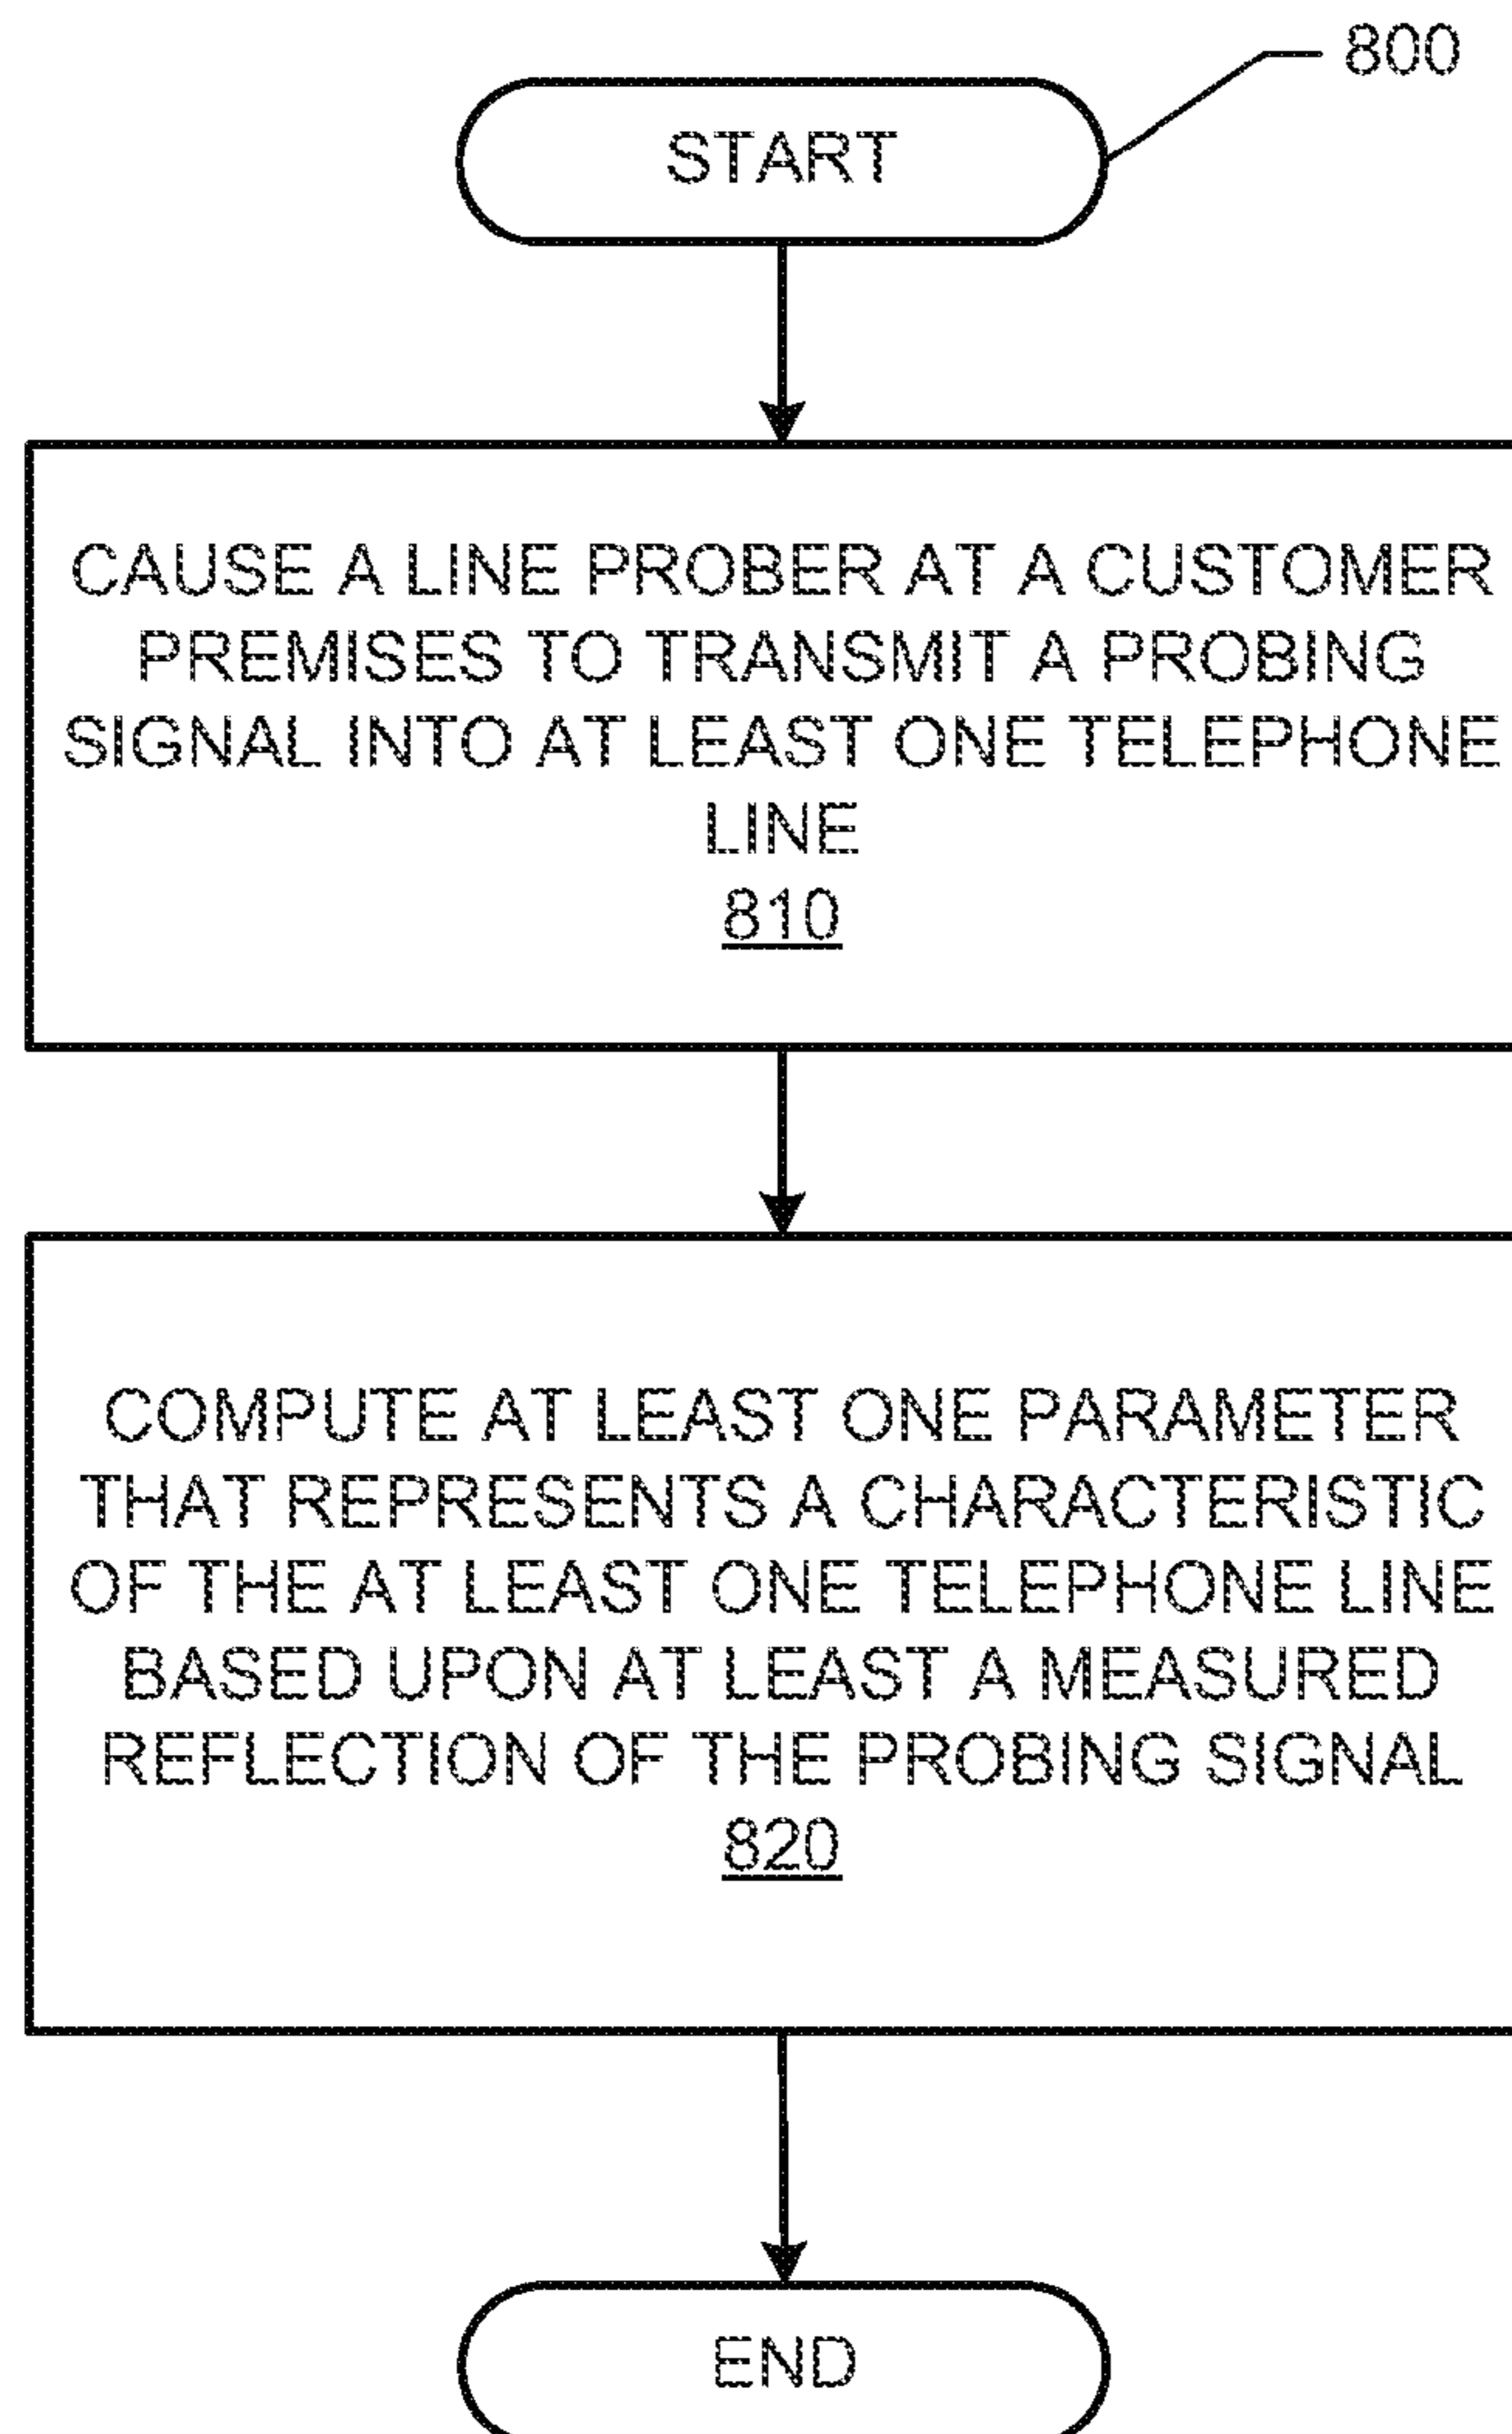 800
START
CAUSE A LINE PROBER AT A CUSTOMER
PREMISES TO TRANSMIT A PROBING
SIGNAL INTO AT LEAST ONE TELEPHONE
LINE
810
COMPUTE AT LEAST ONE PARAMETER
THAT REPRESENTS A CHARACTERISTIC
OF THE AT LEAST ONE TELEPHONE LINE
BASED UPON AT LEAST A MEASURED
REFLECTION OF THE PROBING SIGNAL
820
END